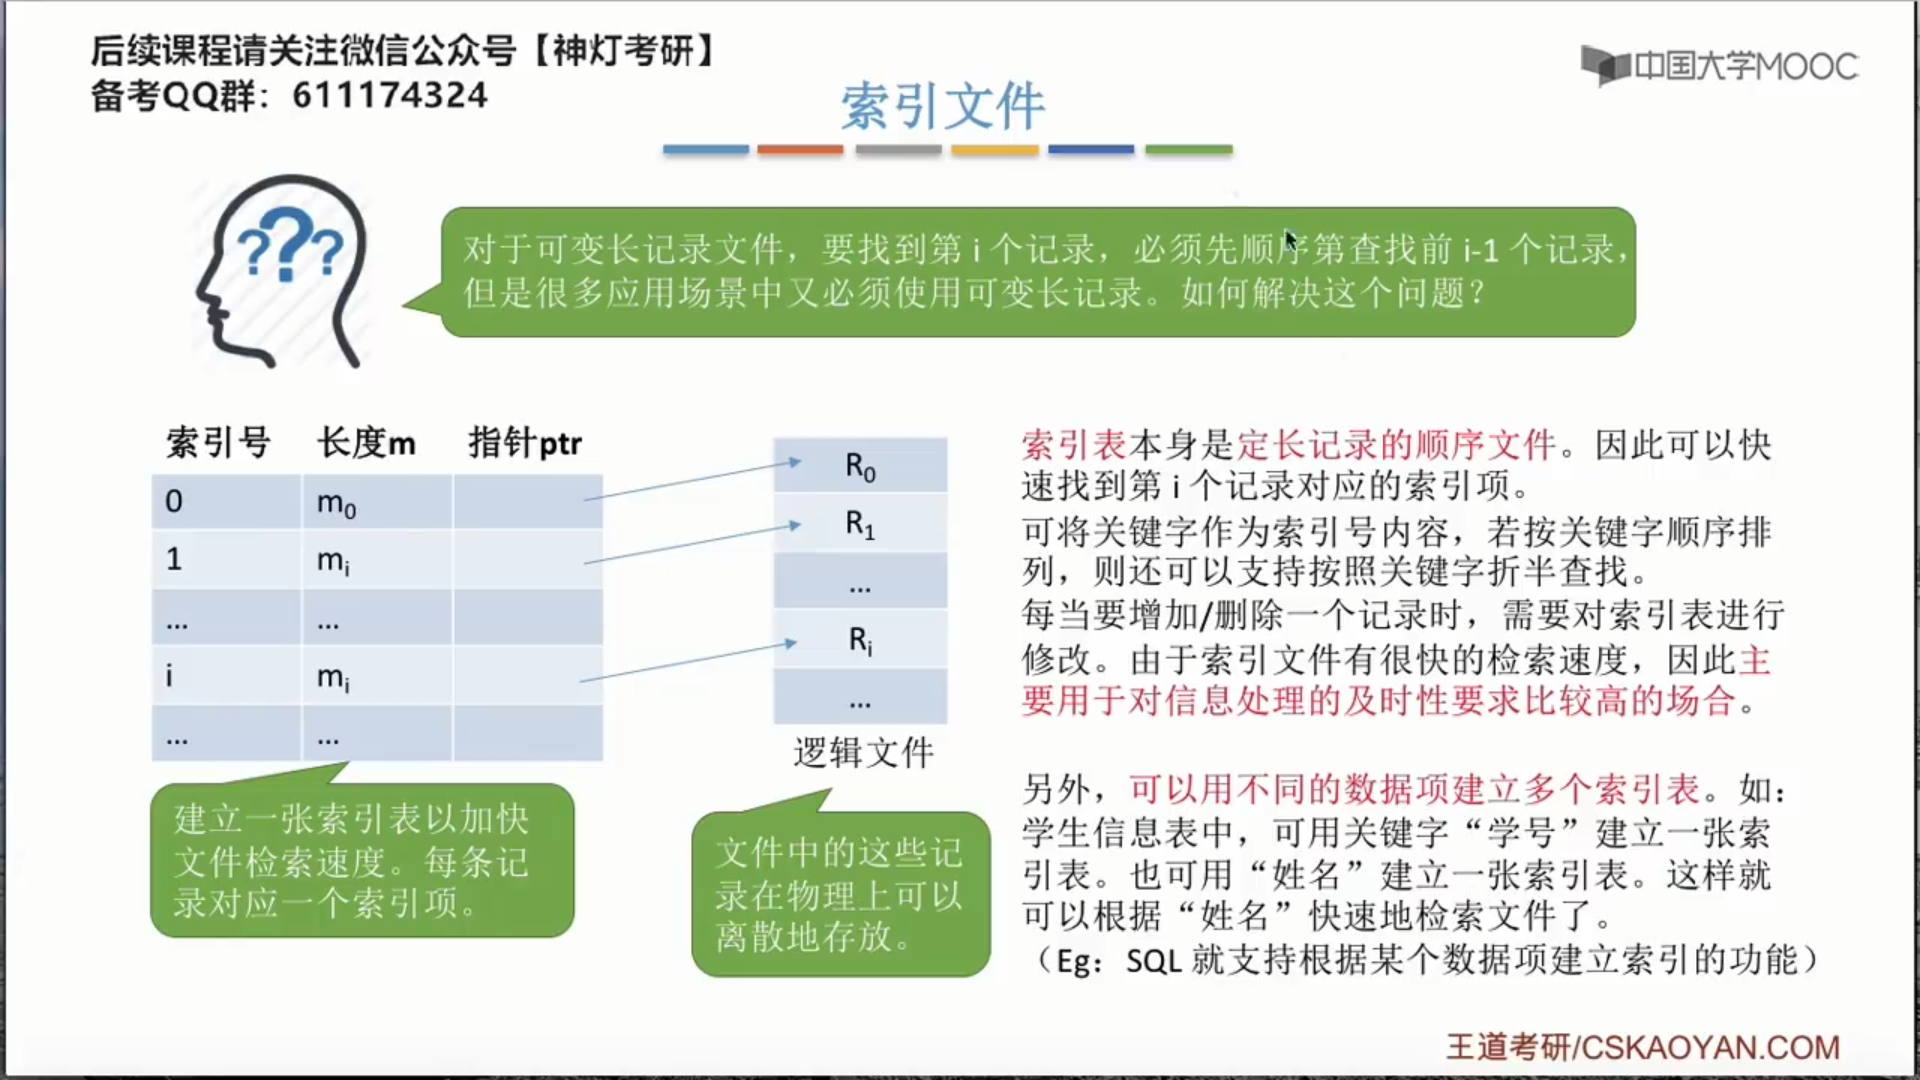 后续课程请关注微信公众号【神灯考研】
备考QQ群：611174324
中国大学MOOC
索引文件
???
对于可变长记录文件，要找到第 i 个记录，必须先顺序第查找前 i-1 个记录，
但是很多应用场景中又必须使用可变长记录。如何解决这个问题？
索引号 长度m 指针ptr
0 m0
1 mi
... ...
i mi
... ...
R0
R1
...
Ri
...
逻辑文件
建立一张索引表以加快
文件检索速度。每条记
录对应一个索引项。
文件中的这些记
录在物理上可以
离散地存放。
索引表本身是定长记录的顺序文件。因此可以快
速找到第 i 个记录对应的索引项。
可将关键字作为索引号内容，若按关键字顺序排
列，则还可以支持按照关键字折半查找。
每当要增加/删除一个记录时，需要对索引表进行
修改。由于索引文件有很快的检索速度，因此主
要用于对信息处理的及时性要求比较高的场合。
另外，可以用不同的数据项建立多个索引表。如：
学生信息表中，可用关键字“学号”建立一张索
引表。也可用“姓名”建立一张索引表。这样就
可以根据“姓名”快速地检索文件了。
（Eg：SQL 就支持根据某个数据项建立索引的功能）
王道考研/CSKAOYAN.COM